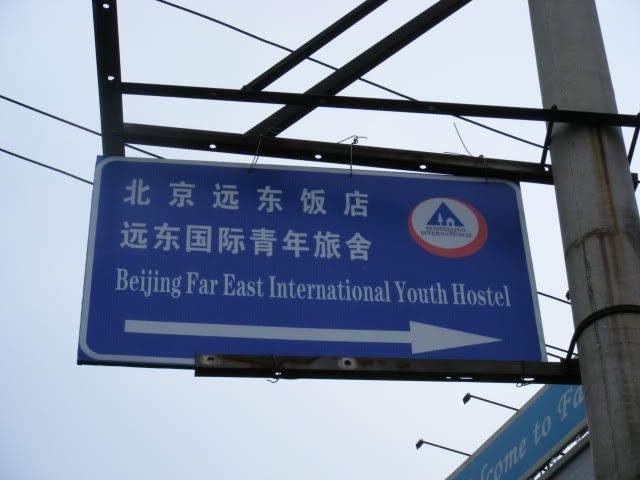 北京远东饭店
远东国际青年旅舍
HOSTELLING
INTERNATIONAL
Beijing Far East International Youth Hostel
to